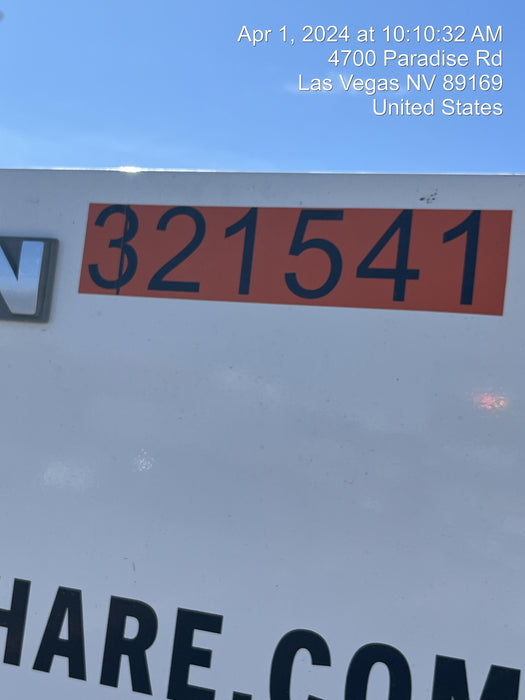 Apr 1, 2024 at 10:10:32 AM
4700 Paradise Rd
Las Vegas NV 89169
United States
321541
N
HARE.COM